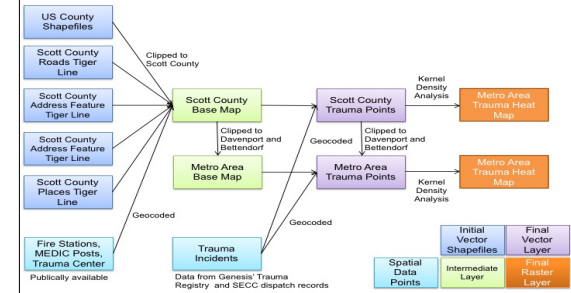 US County
Shapefiles
Scott County
Roads Tiger
Line
Scott County
Address Feature
Tiger Line
Scott County
Address Feature
Tiger Line
Scott County
Places Tiger
Line
Fire Stations,
MEDIC Posts,
Trauma Center
Publically available
Clipped to
Scott County
Geocoded
Scott County
Base Map
Clipped to
Davenport and
Bettendorf
Metro Area
Base Map
Trauma
Incidents
Data from Genesis' Trauma
Registry and SECC dispatch records
Geocoded
Geocoded
Scott County
Trauma Points
Clipped to
Davenport and
Bettendorf
Metro Area
Trauma Points
Kernel
Density
Analysis
Metro Area
Trauma Heat
Map
Kernel
Density
Analysis
Metro Area
Trauma Heat
Map
Initial
Vector
Shapefiles
Final
Vector
Layer
Spatial
Data
Points
Intermediate
Layer
Final
Raster
Layer